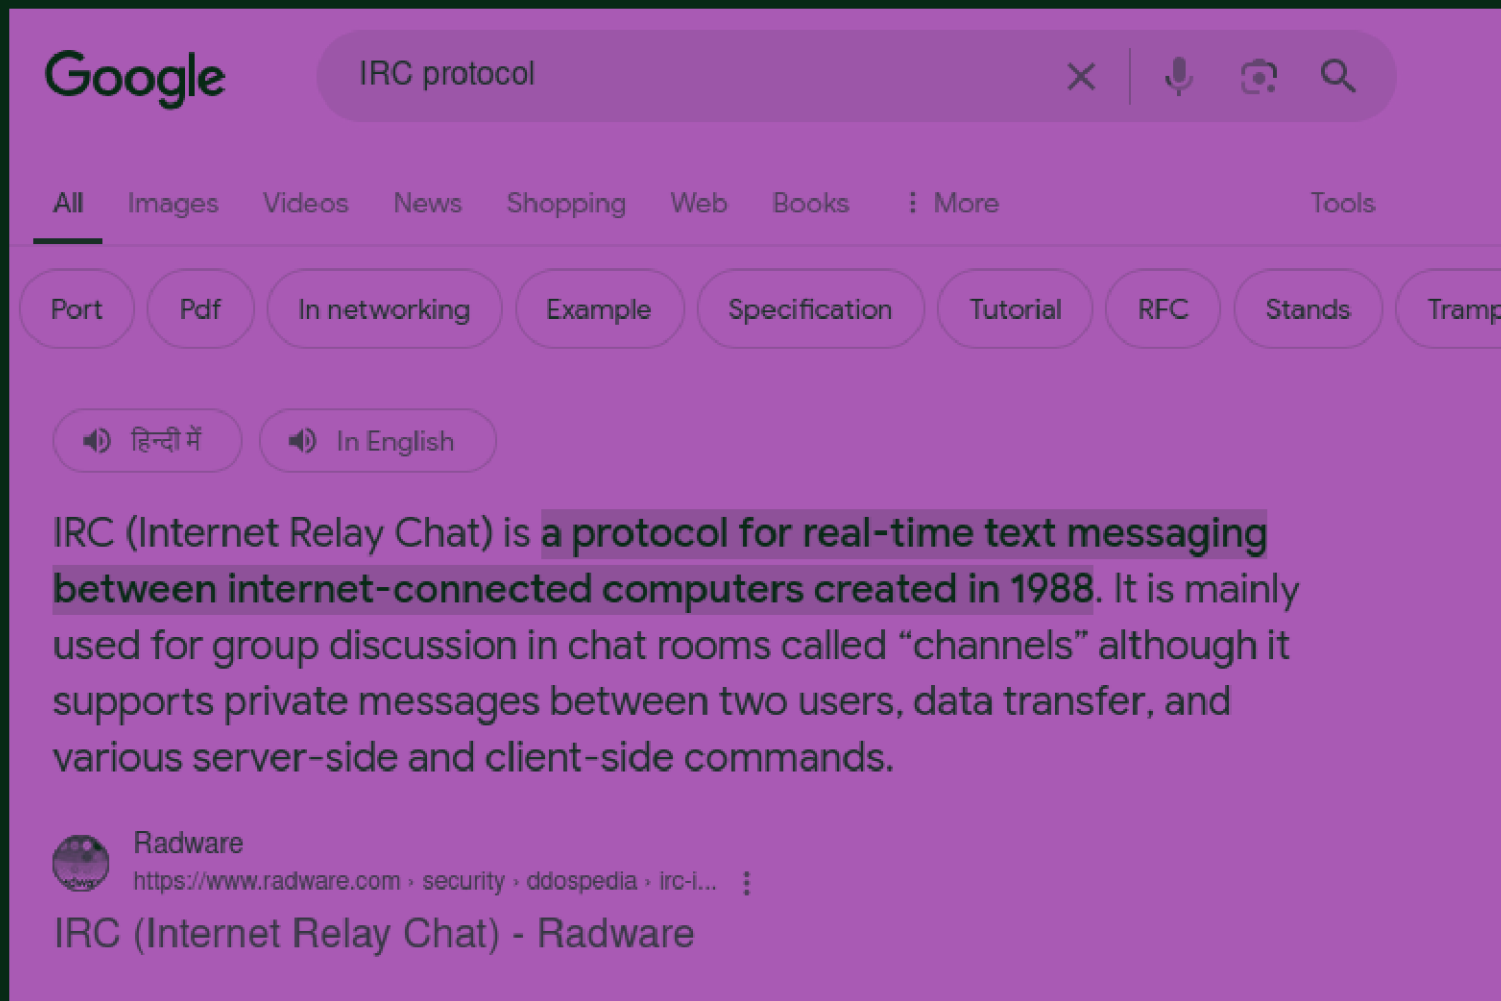 Google
IRC protocol
All Images Videos News Shopping Web Books More Tools
Port Pdf In networking Example Specification Tutorial RFC Stands Tramp
हिन्दी में In English
IRC (Internet Relay Chat) is a protocol for real-time text messaging
between internet-connected computers created in 1988. It is mainly
used for group discussion in chat rooms called “channels” although it
supports private messages between two users, data transfer, and
various server-side and client-side commands.
Radware
https://www.radware.com › security › ddospedia › irc-i...
IRC (Internet Relay Chat) - Radware